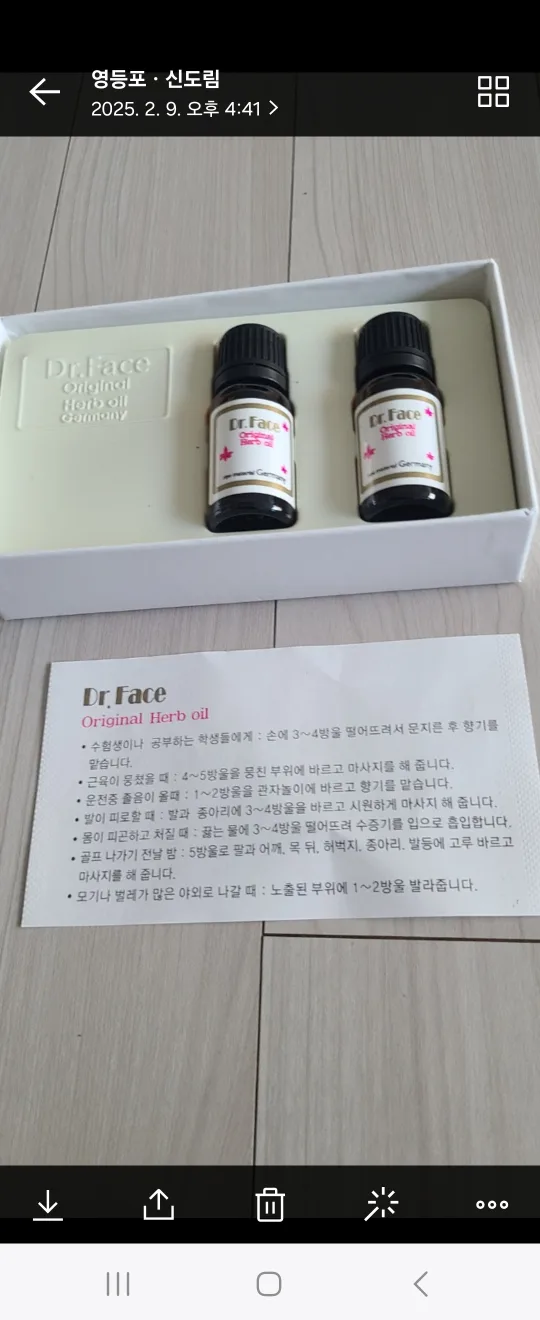 영등포 · 신도림
2025. 2. 9. 오후 4:41
Dr.Face
Original
Herb oil
Germany
Dr. Face
Original
Herb oil
Germany
Dr. Face
Original
Herb oil
Germany
Dr. Face
Original Herb oil
• 수험생이나 공부하는 학생들에게 : 손에 3~4방울 떨어뜨려서 문지른 후 향기를
맡습니다.
• 근육이 뭉쳤을 때 : 4~5방울을 뭉친 부위에 바르고 마사지를 해 줍니다.
• 운전중 졸음이 올때 : 1~2방울을 관자놀이에 바르고 향기를 맡습니다.
• 발이 피로할 때 : 발과 종아리에 3~4방울을 바르고 시원하게 마사지 해 줍니다.
• 몸이 피곤하고 처질 때 : 끓는 물에 3~4방울 떨어뜨려 수증기를 입으로 흡입합니다.
• 골프 나가기 전날 밤 : 5방울로 팔과 어깨, 목 뒤, 허벅지, 종아리, 발등에 고루 바르고
마사지를 해 줍니다.
• 모기나 벌레가 많은 야외로 나갈 때 : 노출된 부위에 1~2방울 발라줍니다.